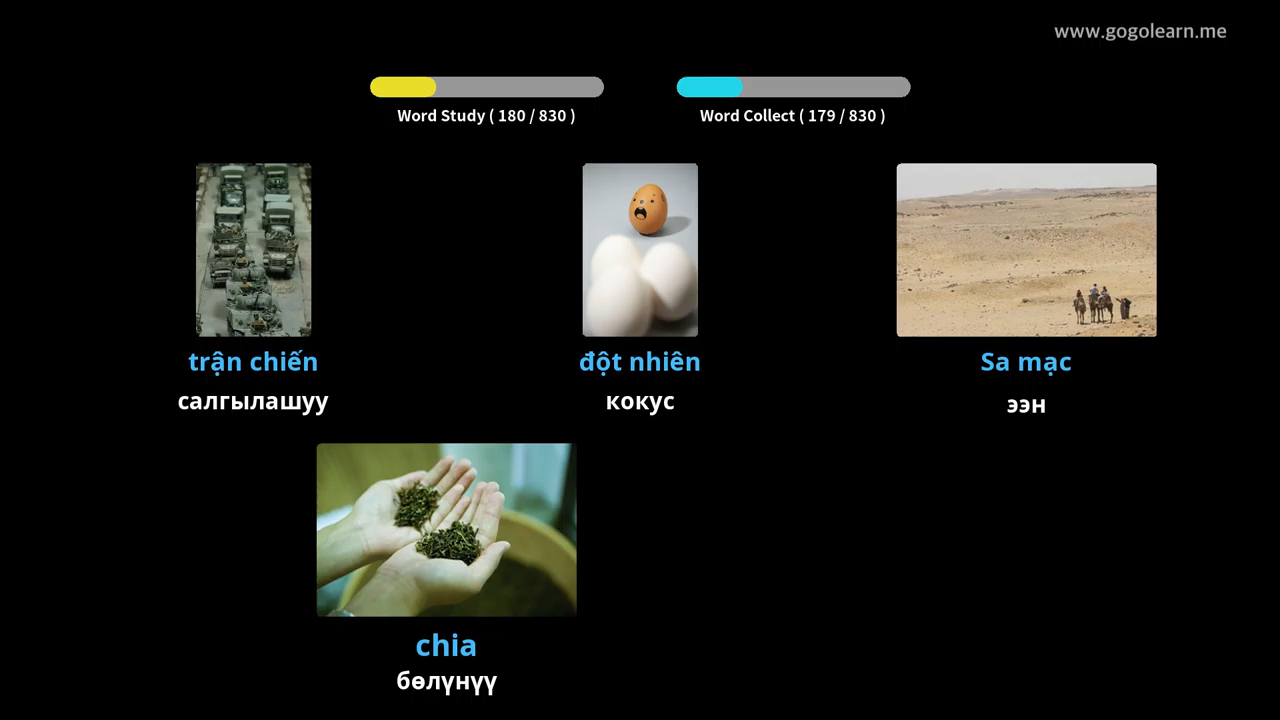 www.gogolearn.me
Word Study ( 180 / 830 )
Word Collect ( 179 / 830 )
trận chiến
салгылашуу
đột nhiên
кокус
Sa mạc
ээн
chia
бөлүнүү